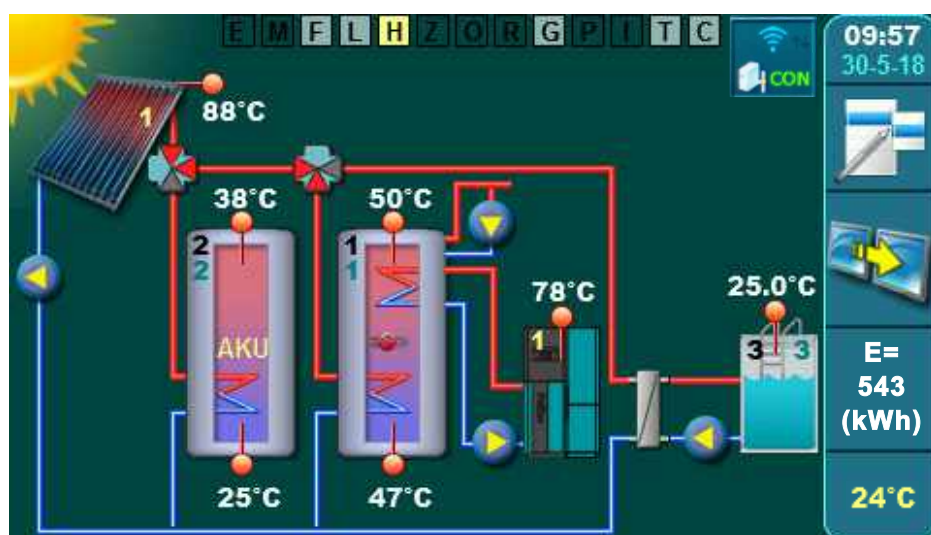 E M F L H Z O R G P I T C
CON
09:57
30-5-18
1
88°C
38°C
50°C
2
2
1
1
78°C
25.0°C
1
3
3
AKU
25°C
47°C
E=
543
(kWh)
24°C